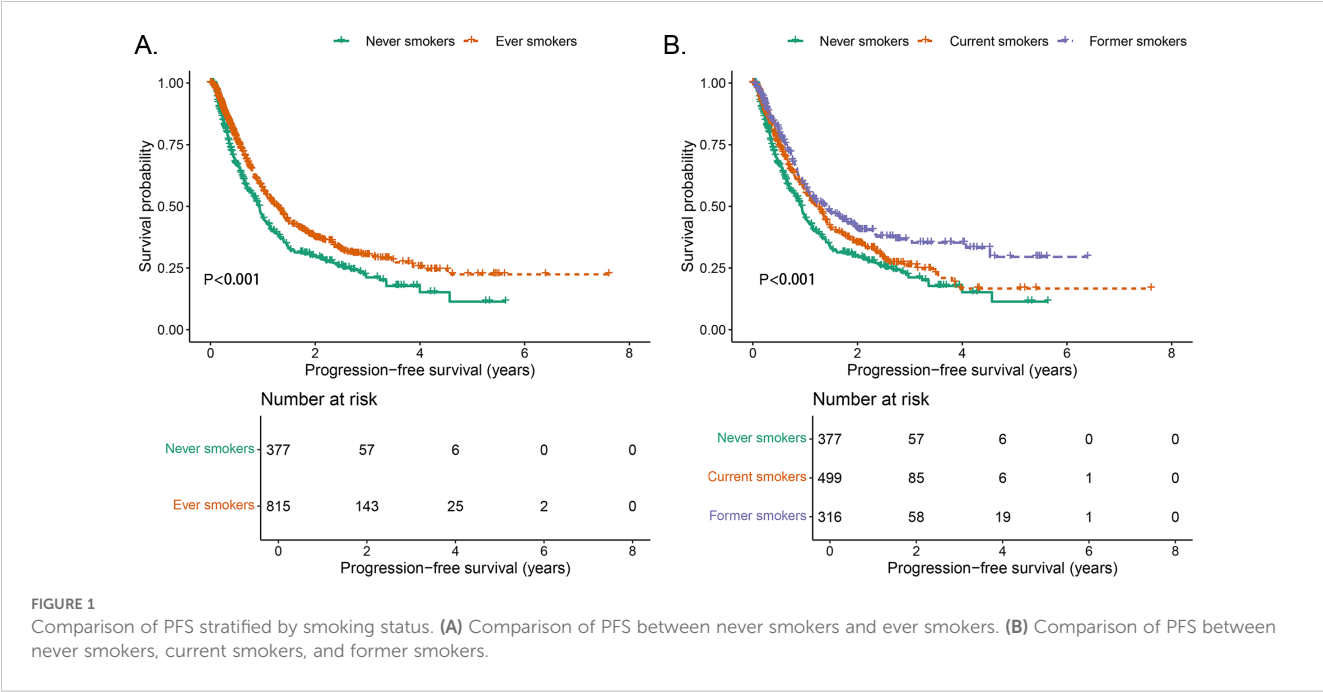 A.
Never smokers Ever smokers
1.00
0.75
0.50
0.25
0.00
Survival probability
P<0.001
0 2 4 6 8
Progression−free survival (years)
Number at risk
Never smokers 377 57 6 0 0
Ever smokers 815 143 25 2 0
0 2 4 6 8
Progression−free survival (years)
B.
Never smokers Current smokers Former smokers
1.00
0.75
0.50
0.25
0.00
Survival probability
P<0.001
0 2 4 6 8
Progression−free survival (years)
Number at risk
Never smokers 377 57 6 0 0
Current smokers 499 85 6 1 0
Former smokers 316 58 19 1 0
0 2 4 6 8
Progression−free survival (years)
FIGURE 1
Comparison of PFS stratified by smoking status. (A) Comparison of PFS between never smokers and ever smokers. (B) Comparison of PFS between
never smokers, current smokers, and former smokers.